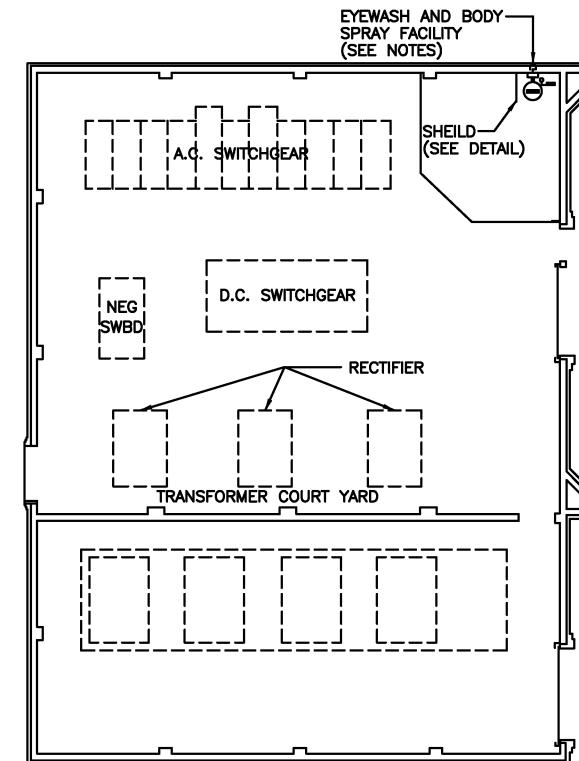 EYEWASH AND BODY
SPRAY FACILITY
(SEE NOTES)
SHEILD
(SEE DETAIL)
A.C. SWITCHGEAR
D.C. SWITCHGEAR
NEG
SWBD
RECTIFIER
TRANSFORMER COURT YARD